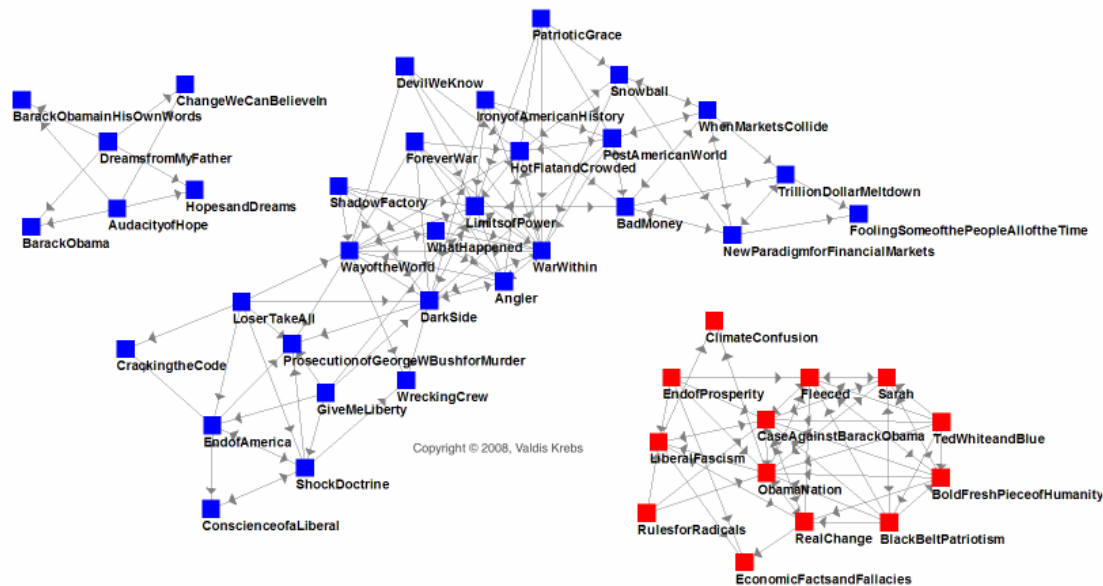 PatrioticGrace
DevilWeKnow
Snowball
ChangeWeCanBelieveIn
BarackObamainHisOwnWords
IronyofAmericanHistory
WhenMarketsCollide
DreamsfromMyFather
ForeverWar
HotFlatandCrowded
PostAmericanWorld
TrillionDollarMeltdown
HopesandDreams
ShadowFactory
AudacityofHope
LimitsofPower
BadMoney
FoolingSomeofthePeopleAlloftheTime
BarackObama
WhatHappened
WayoftheWorld
WarWithin
NewParadigmforFinancialMarkets
Angler
LoserTakeAll
DarkSide
ClimateConfusion
CrackingtheCode
ProsecutionofGeorgeWBushforMurder
WreckingCrew
GiveMeLiberty
EndofProsperity
Fleeced
Sarah
EndofAmerica
Copyright © 2008, Valdis Krebs
CaseAgainstBarackObama
TedWhiteandBlue
LiberalFascism
ShockDoctrine
ObamaNation
BoldFreshPieceofHumanity
ConscienceofaLiberal
RulesforRadicals
RealChange
BlackBeltPatriotism
EconomicFactsandFallacies